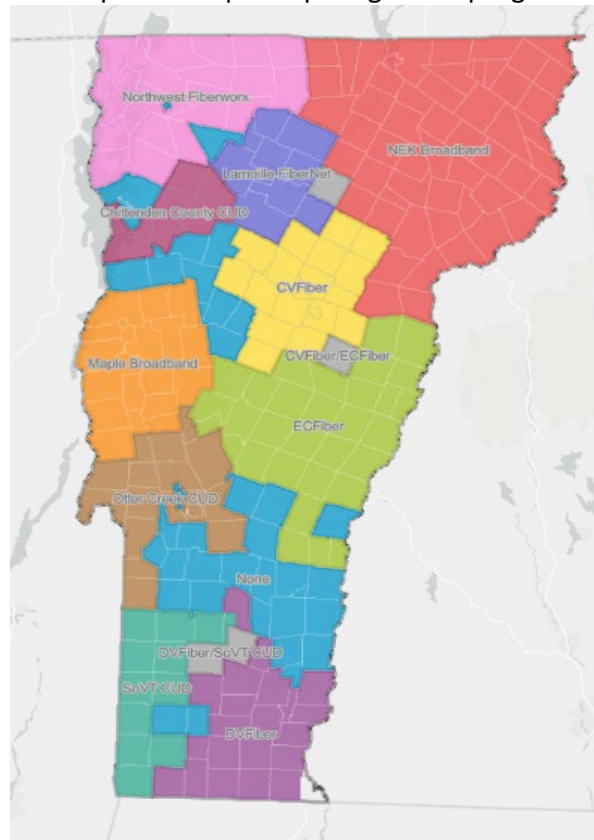 Northwest Fiberworx
NEK Broadband
Lamoille FiberNet
Chittenden County CUD
CVFiber
CVFiber/ECFiber
Maple Broadband
ECFiber
Otter Creek CUD
None
DVFiber/SoVT CUD
SoVT CUD
DVFiber